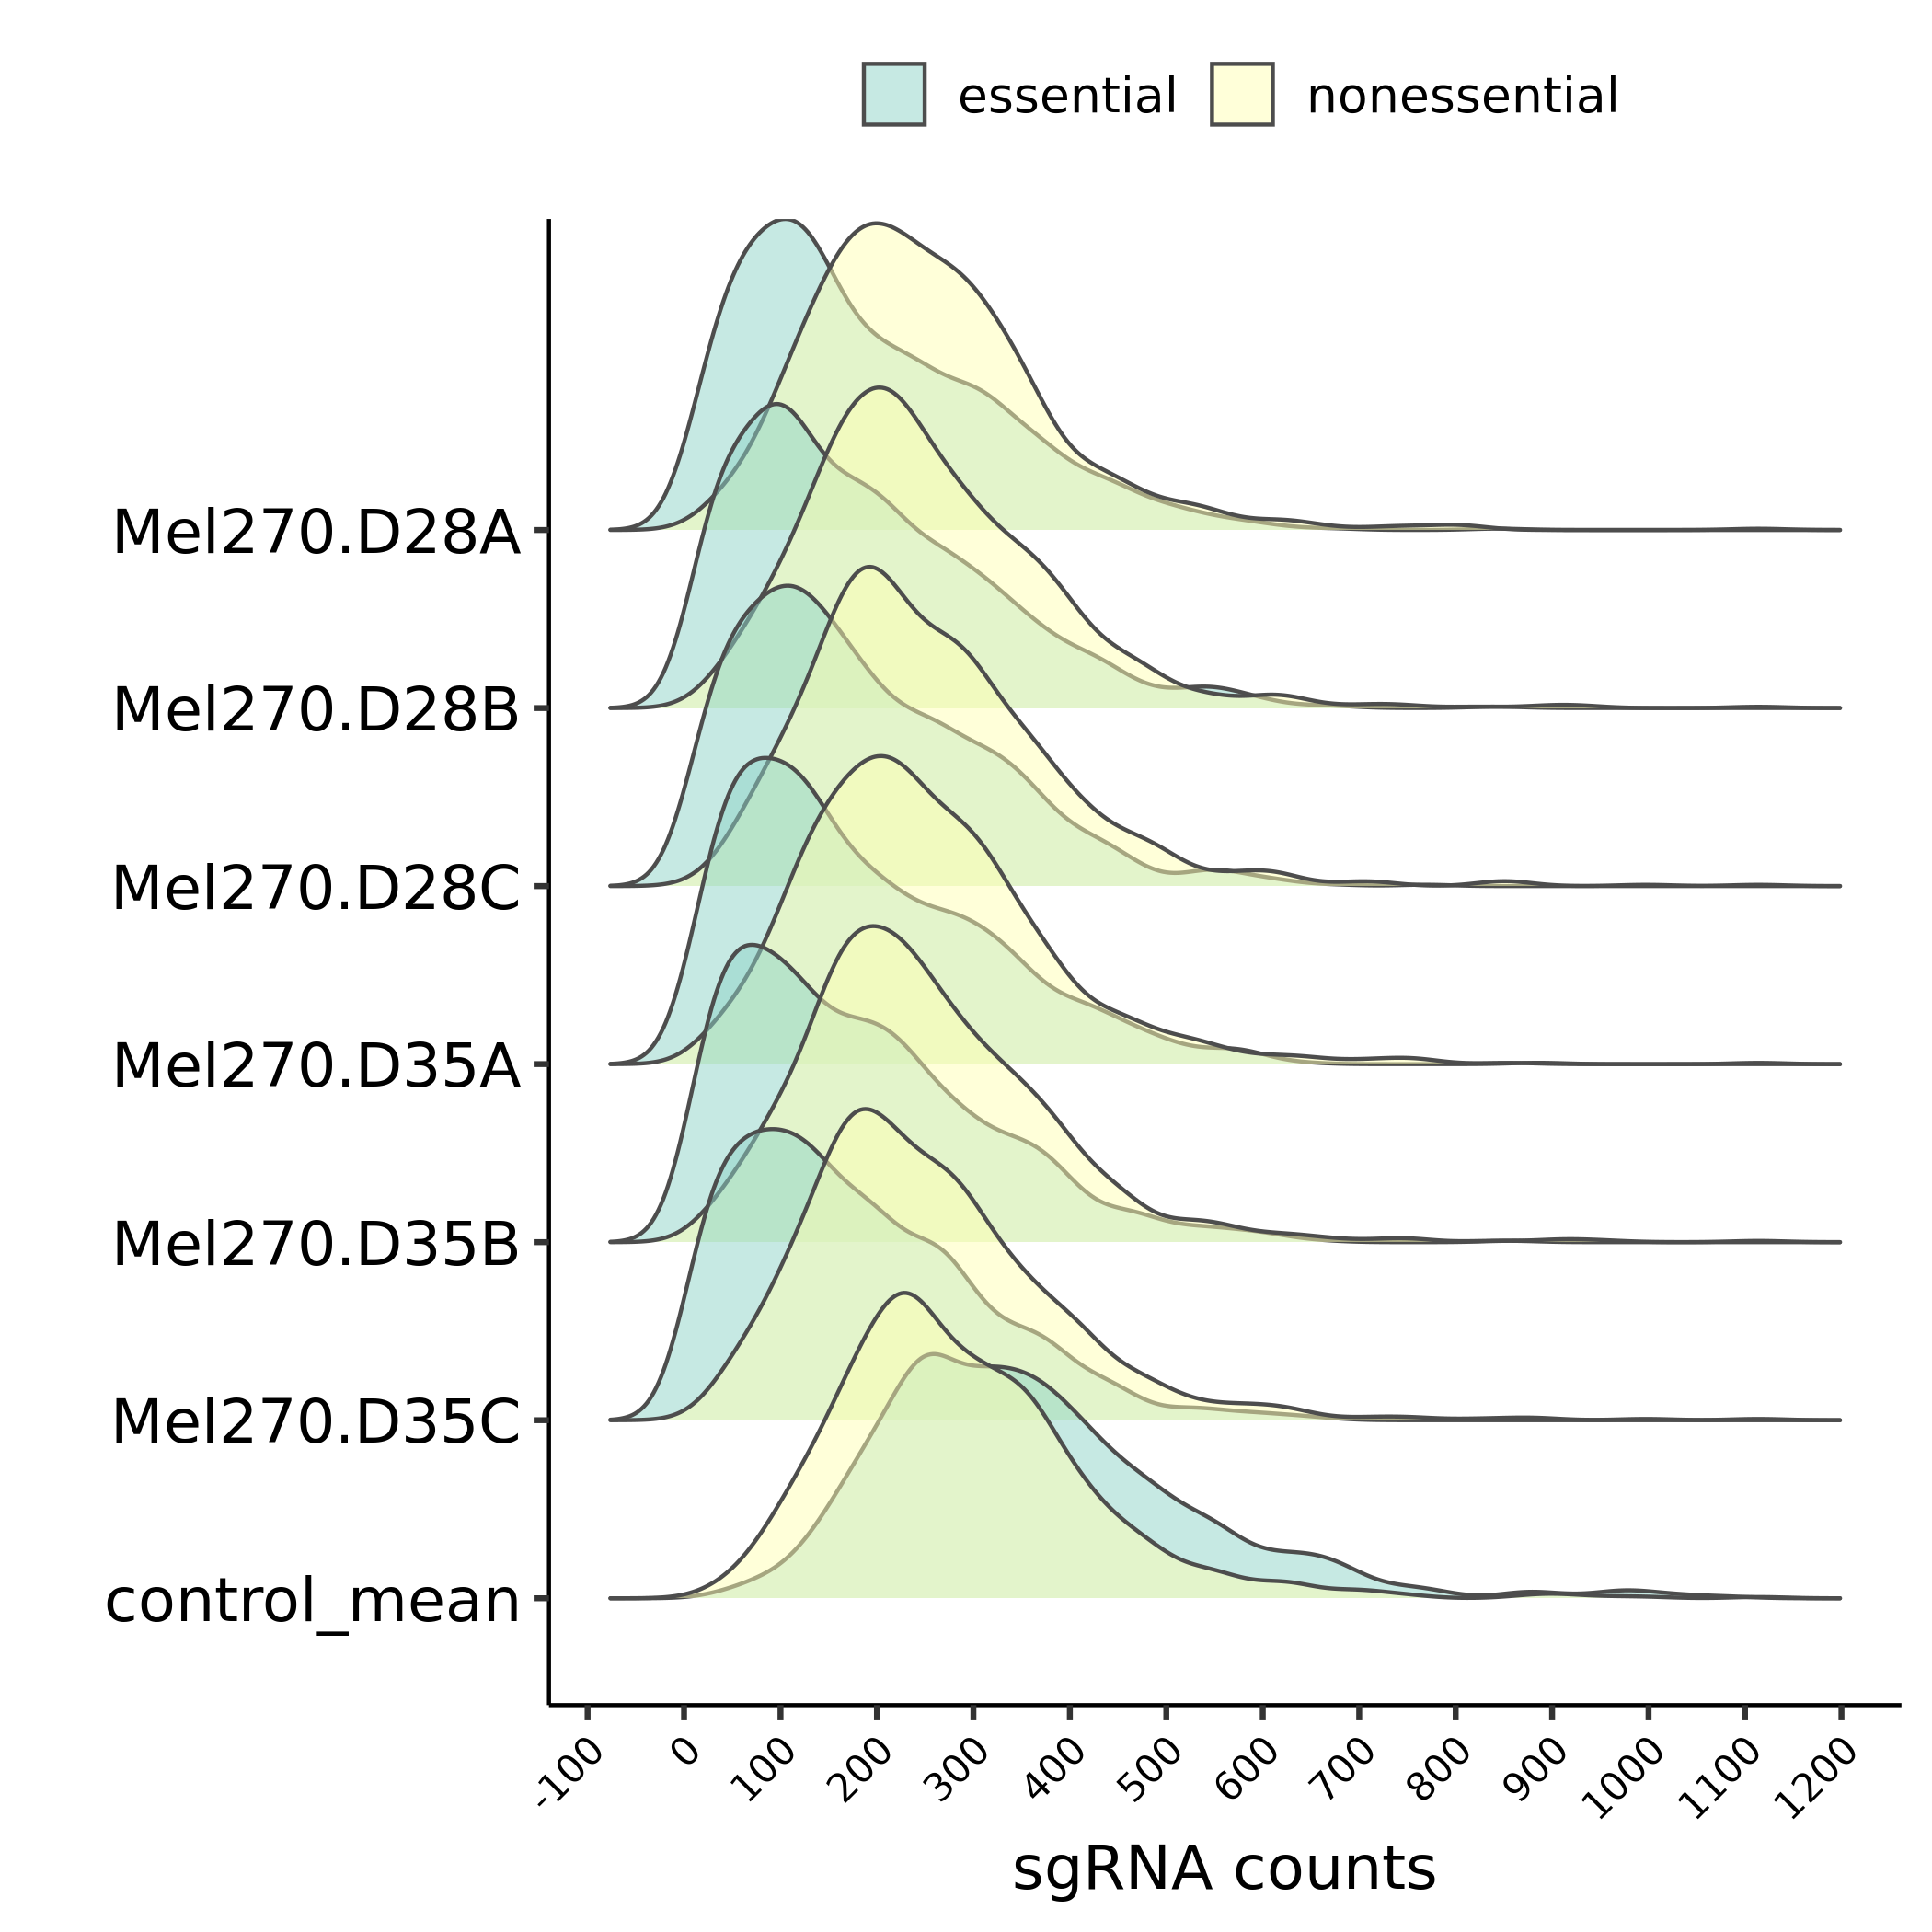 essential nonessential
Mel270.D28A
Mel270.D28B
Mel270.D28C
Mel270.D35A
Mel270.D35B
Mel270.D35C
control_mean
-100 0 100 200 300 400 500 600 700 800 900 1000 1100 1200
sgRNA counts